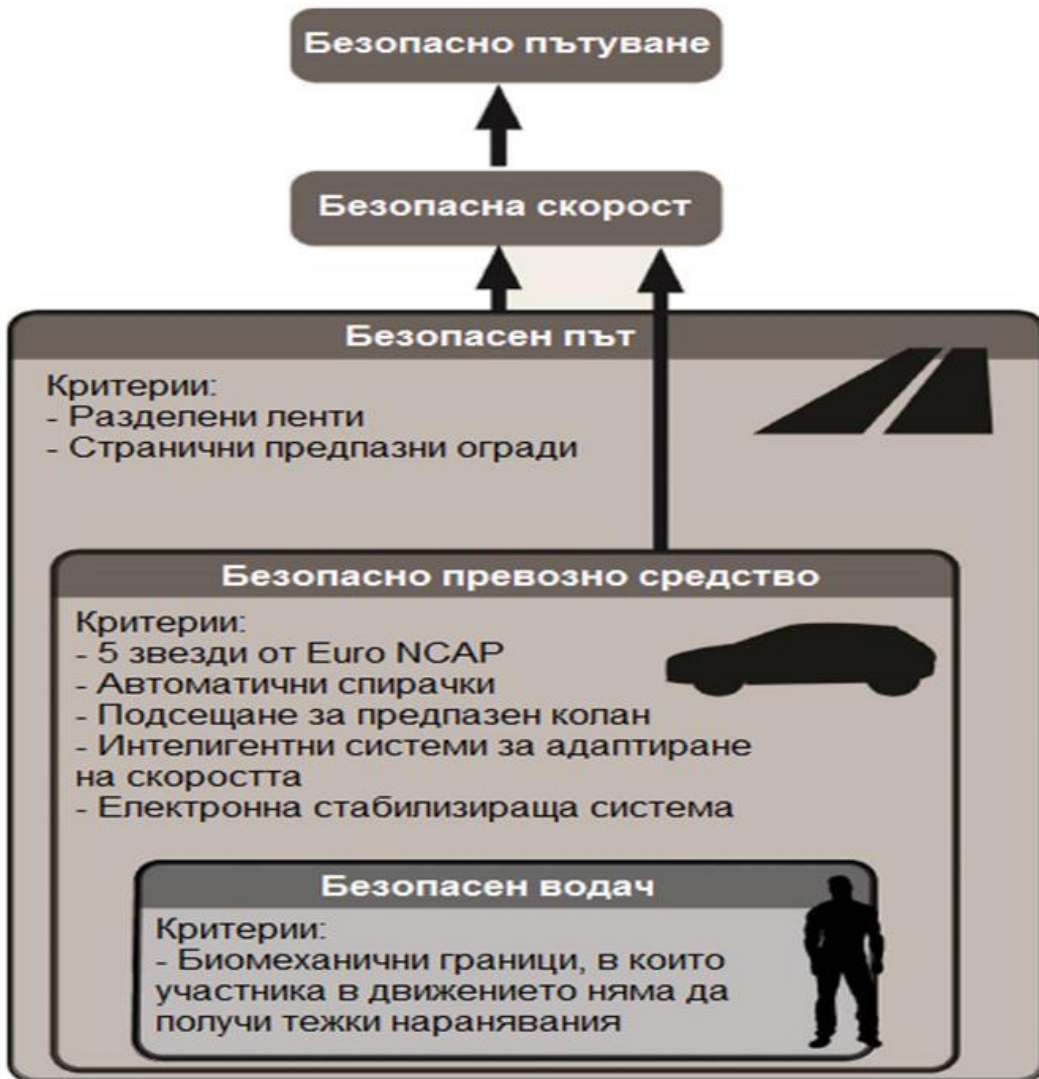 Безопасно пътуване
Безопасна скорост
Безопасен път
Критерии:
- Разделени ленти
- Странични предпазни огради
Безопасно превозно средство
Критерии:
- 5 звезди от Euro NCAP
- Автоматични спирачки
- Подсещане за предпазен колан
- Интелигентни системи за адаптиране
на скоростта
- Електронна стабилизираща система
Безопасен водач
Критерии:
- Биомеханични граници, в които
участника в движението няма да
получи тежки наранявания